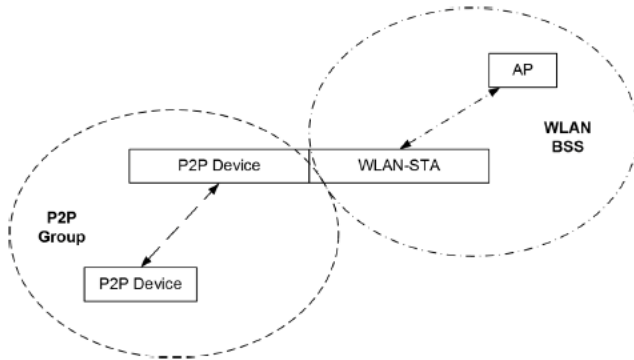 AP
WLAN
BSS
P2P Device
WLAN-STA
P2P
Group
P2P Device